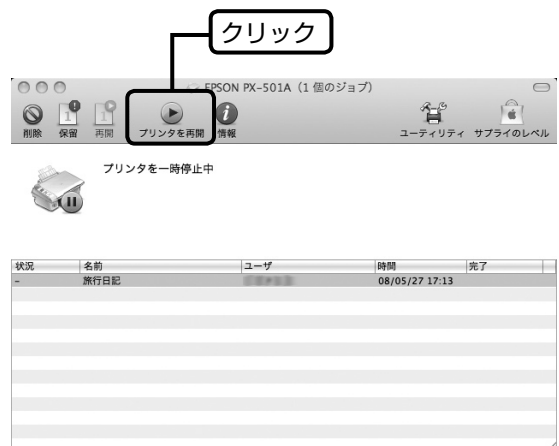 クリック
EPSON PX-501A（1 個のジョブ）
削除 保留 再開 プリンタを再開 情報 ユーティリティ サプライのレベル
プリンタを一時停止中
状況 名前 ユーザ 時間 完了
- 旅行日記 08/05/27 17:13